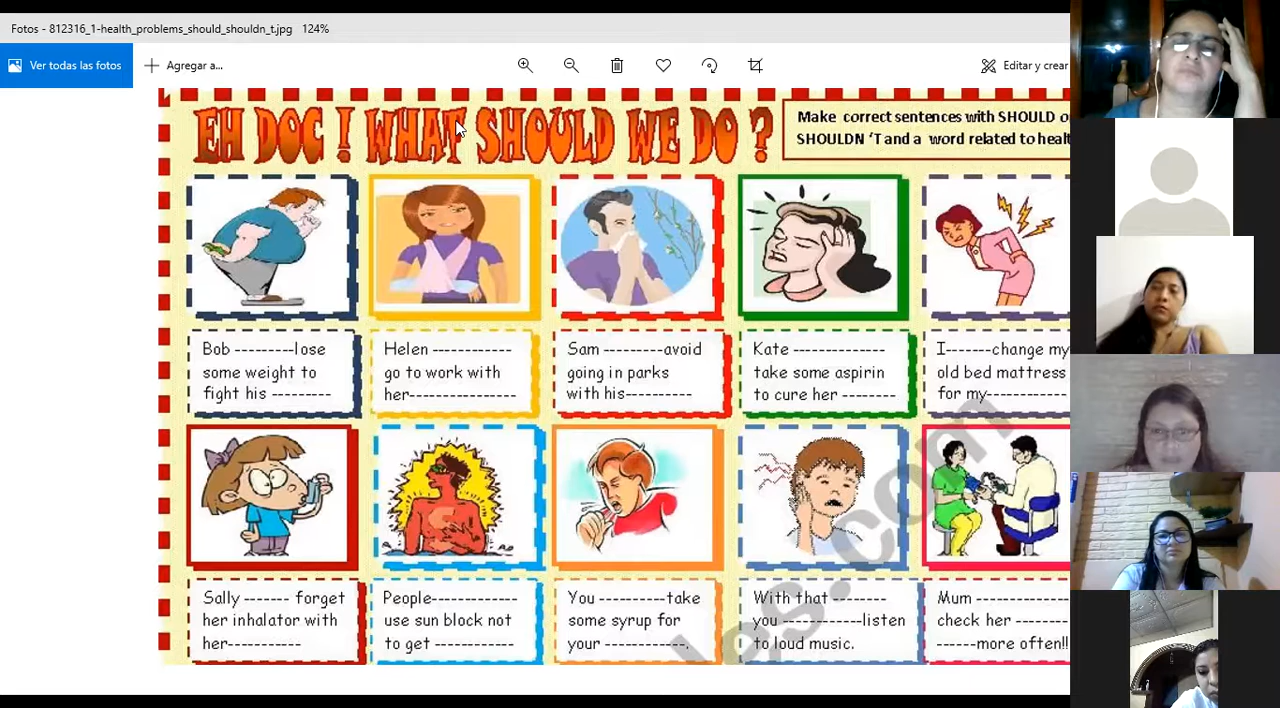 Fotos - 812316_1-health_problems_should_shouldn_t.jpg 124%
Ver todas las fotos
Agregar a...
Editar y crear
EH DOC ! WHAT SHOULD WE DO ?
Make correct sentences with SHOULD
SHOULDN 'T and a word related to
Bob ---------lose
some weight to
fight his ---------
Helen ------------
go to work with
her----------------
Sam ---------avoid
going in parks
with his----------
Kate --------------
take some aspirin
to cure her --------
I-------change my
old bed mattress
for my------------
Sally ------- forget
her inhalator with
her-----------
People-------------
use sun block not
to get ------------
You ----------take
some syrup for
your ------------.
With that --------
you ------------listen
to loud music.
Mum --------------
check her --------
------more often!!
les.com